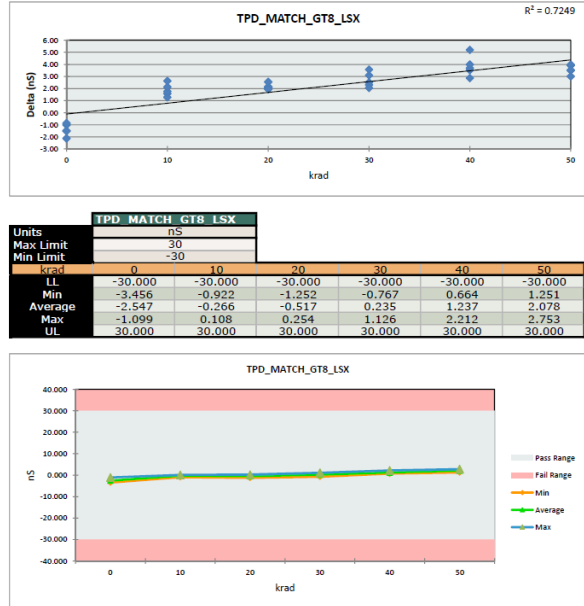 TPD_MATCH_GT8_LSX
R² = 0.7249
6.00
5.00
4.00
3.00
2.00
1.00
0.00
-1.00
-2.00
-3.00
Delta (nS)
0 10 20 30 40 50
krad
TPD_MATCH_GT8_LSX
Units nS
Max Limit 30
Min Limit -30
krad 0 10 20 30 40 50
LL -30.000 -30.000 -30.000 -30.000 -30.000 -30.000
Min -3.456 -0.922 -1.252 -0.767 0.664 1.251
Average -2.547 -0.266 -0.517 0.235 1.237 2.078
Max -1.099 0.108 0.254 1.126 2.212 2.753
UL 30.000 30.000 30.000 30.000 30.000 30.000
TPD_MATCH_GT8_LSX
40.000
30.000
20.000
10.000
0.000
-10.000
-20.000
-30.000
-40.000
nS
0 10 20 30 40 50
krad
Pass Range
Fail Range
Min
Average
Max